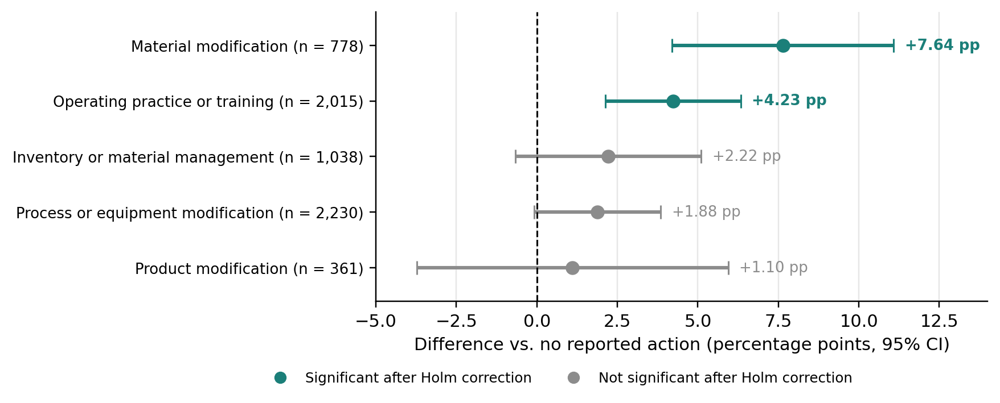 Material modification (n = 778)
+7.64 pp
Operating practice or training (n = 2,015)
+4.23 pp
Inventory or material management (n = 1,038)
+2.22 pp
Process or equipment modification (n = 2,230)
+1.88 pp
Product modification (n = 361)
+1.10 pp
−5.0 −2.5 0.0 2.5 5.0 7.5 10.0 12.5
Difference vs. no reported action (percentage points, 95% CI)
Significant after Holm correction
Not significant after Holm correction